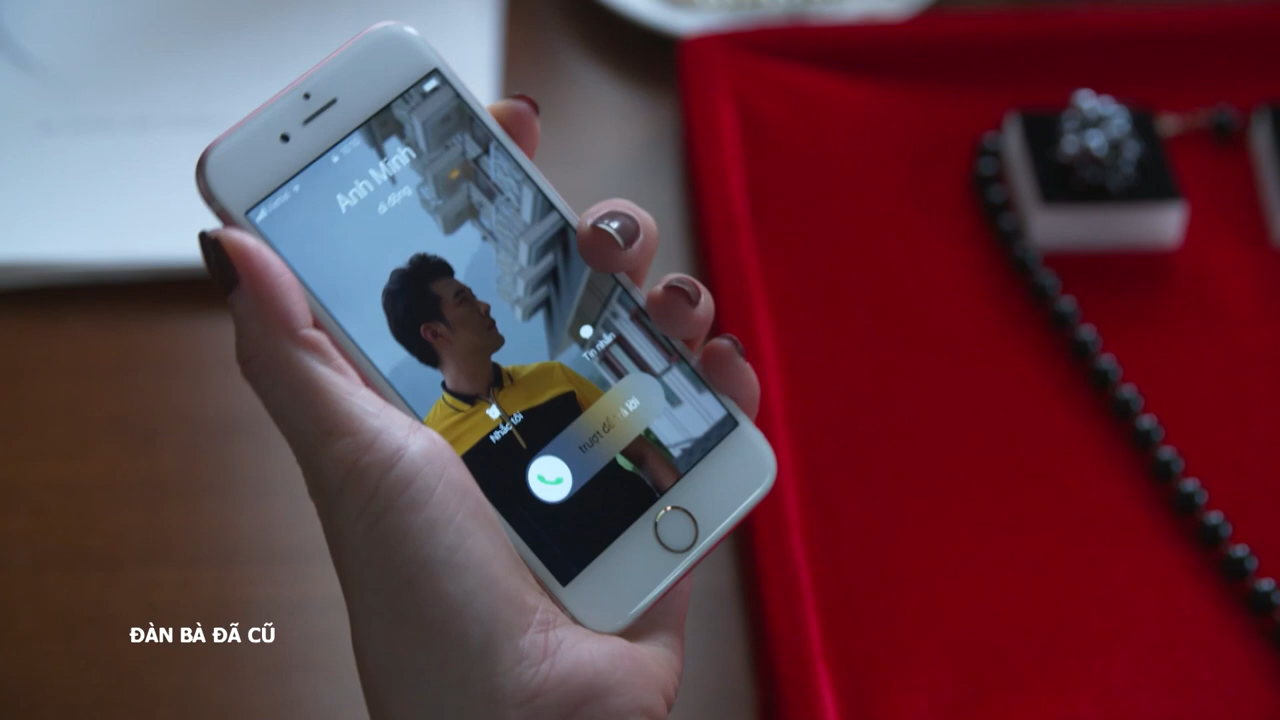 Anh Minh
di động
Tin nhắn
Nhắc tôi
trượt để trả lời
ĐÀN BÀ ĐÃ CŨ